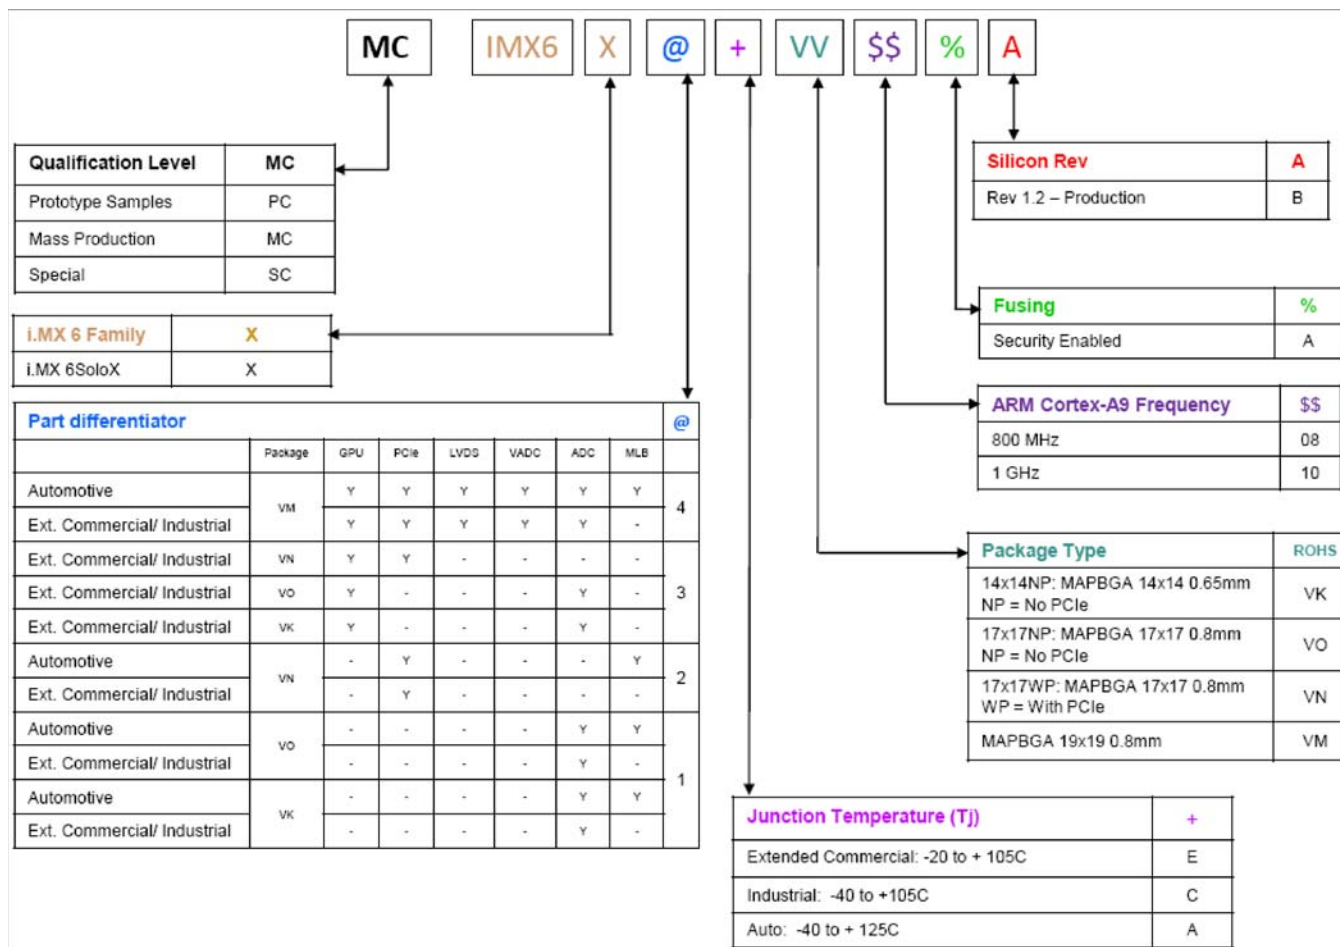 MC IMX6 X @ + VV $$ % A
Qualification Level MC
Prototype Samples PC
Mass Production MC
Special SC
i.MX 6 Family X
i.MX 6SoloX X
Part differentiator @
Package GPU PCIe LVDS VADC ADC MLB
Automotive VM Y Y Y Y Y Y 4
Ext. Commercial/ Industrial Y Y Y Y Y -
Ext. Commercial/ Industrial VN Y Y - - - - 3
Ext. Commercial/ Industrial VO Y - - - Y -
Ext. Commercial/ Industrial VK Y - - - Y -
Automotive VN - Y - - - Y 2
Ext. Commercial/ Industrial - Y - - - -
Automotive VO - - - - Y Y 1
Ext. Commercial/ Industrial - - - - Y -
Automotive VK - - - - Y Y
Ext. Commercial/ Industrial - - - - Y -
Silicon Rev A
Rev 1.2 – Production B
Fusing %
Security Enabled A
ARM Cortex-A9 Frequency $$
800 MHz 08
1 GHz 10
Package Type ROHS
14x14NP: MAPBGA 14x14 0.65mm
NP = No PCIe VK
17x17NP: MAPBGA 17x17 0.8mm
NP = No PCIe VO
17x17WP: MAPBGA 17x17 0.8mm
WP = With PCIe VN
MAPBGA 19x19 0.8mm VM
Junction Temperature (Tj) +
Extended Commercial: -20 to + 105C E
Industrial: -40 to +105C C
Auto: -40 to + 125C A